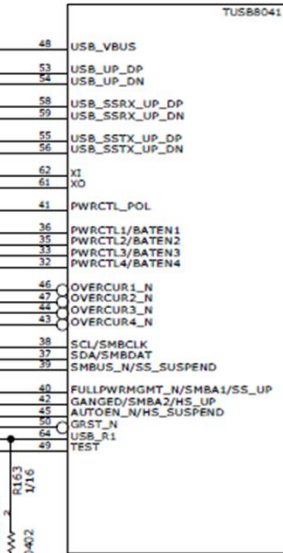 TUSB8041
48 USB_VBUS
53 USB_UP_DP
54 USB_UP_DN
58 USB_SSRX_UP_DP
59 USB_SSRX_UP_DN
55 USB_SSTX_UP_DP
56 USB_SSTX_UP_DN
62 XI
61 XO
41 PWRCTL_POL
36 PWRCTL1/BATEN1
35 PWRCTL2/BATEN2
33 PWRCTL3/BATEN3
32 PWRCTL4/BATEN4
46 OVERCUR1_N
47 OVERCUR2_N
44 OVERCUR3_N
43 OVERCUR4_N
38 SCL/SMBCLK
37 SDA/SMBDAT
39 SMBUS_N/SS_SUSPEND
40 FULLPWRMGMT_N/SMBA1/SS_UP
42 GANGED/SMBA2/HS_UP
45 AUTOEN_N/HS_SUSPEND
50 GRST_N
64 USB_R1
49 TEST
R163
1/16
2
0402